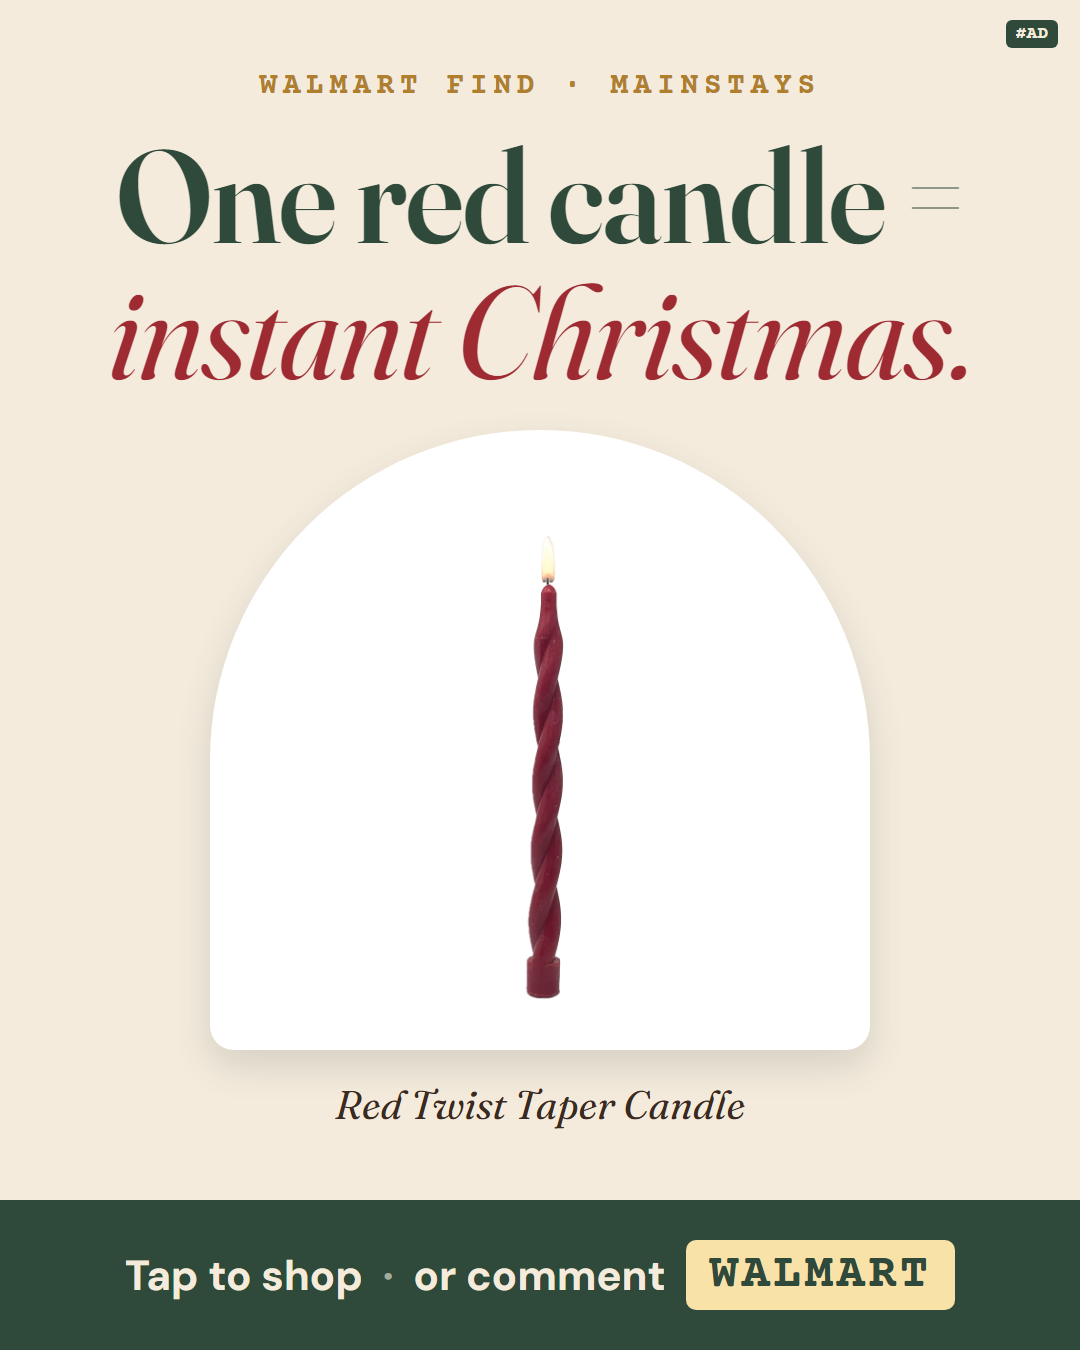 #AD
WALMART FIND · MAINSTAYS
One red candle =
instant Christmas.
Red Twist Taper Candle
Tap to shop · or comment WALMART